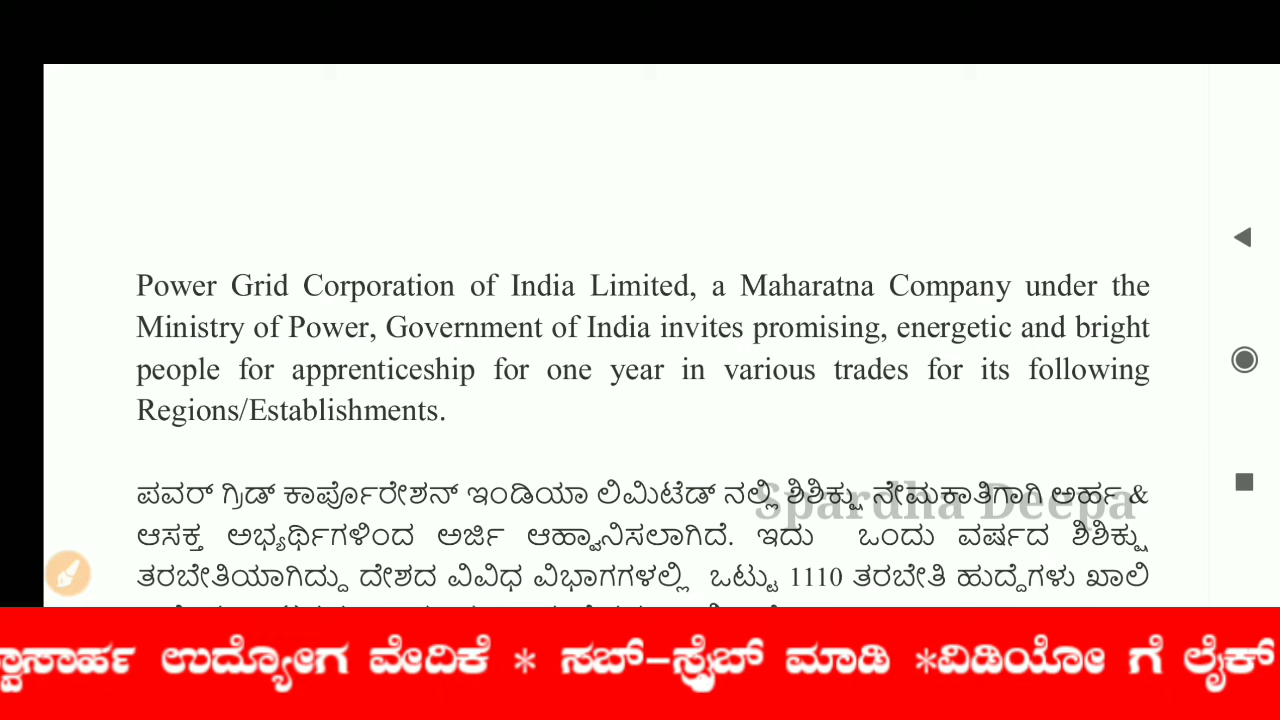 Power Grid Corporation of India Limited, a Maharatna Company under the
Ministry of Power, Government of India invites promising, energetic and bright
people for apprenticeship for one year in various trades for its following
Regions/Establishments.
ಪವರ್ ಗ್ರಿಡ್ ಕಾರ್ಪೊರೇಶನ್ ಇಂಡಿಯಾ ಲಿಮಿಟೆಡ್ ನಲ್ಲಿ ಶಿಶಿಕ್ಷು ನೇಮಕಾತಿಗಾಗಿ ಅರ್ಹ &
Spardha Deepa
ಆಸಕ್ತ ಅಭ್ಯರ್ಥಿಗಳಿಂದ ಅರ್ಜಿ ಆಹ್ವಾನಿಸಲಾಗಿದೆ. ಇದು ಒಂದು ವರ್ಷದ ಶಿಶಿಕ್ಷು
ತರಬೇತಿಯಾಗಿದ್ದು ದೇಶದ ವಿವಿಧ ವಿಭಾಗಗಳಲ್ಲಿ ಒಟ್ಟು 1110 ತರಬೇತಿ ಹುದ್ದೆಗಳು ಖಾಲಿ
ಉದ್ಯೋಗ ವೇದಿಕೆ * ಸಬ್-ಸ್ಕ್ರೈಬ್ ಮಾಡಿ *ವಿಡಿಯೋ ಗೆ ಲೈಕ್